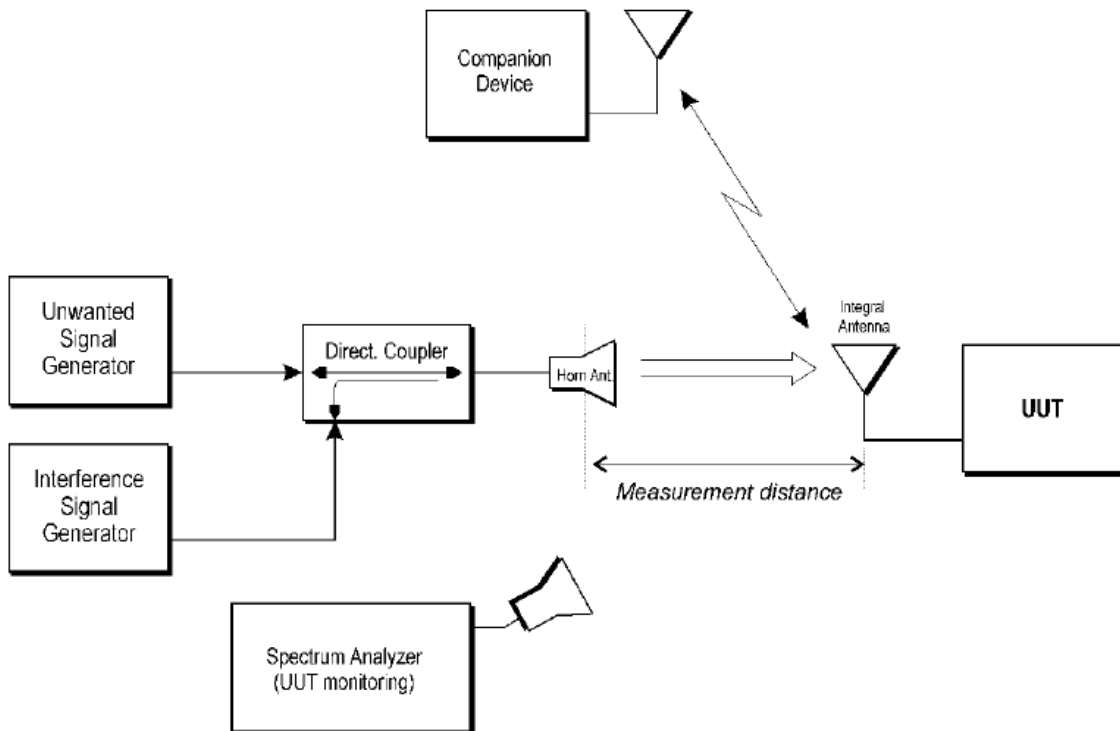 Companion
Device
Unwanted
Signal
Generator
Direct. Coupler
Horn Ant.
Integral
Antenna
UUT
Interference
Signal
Generator
Measurement distance
Spectrum Analyzer
(UUT monitoring)